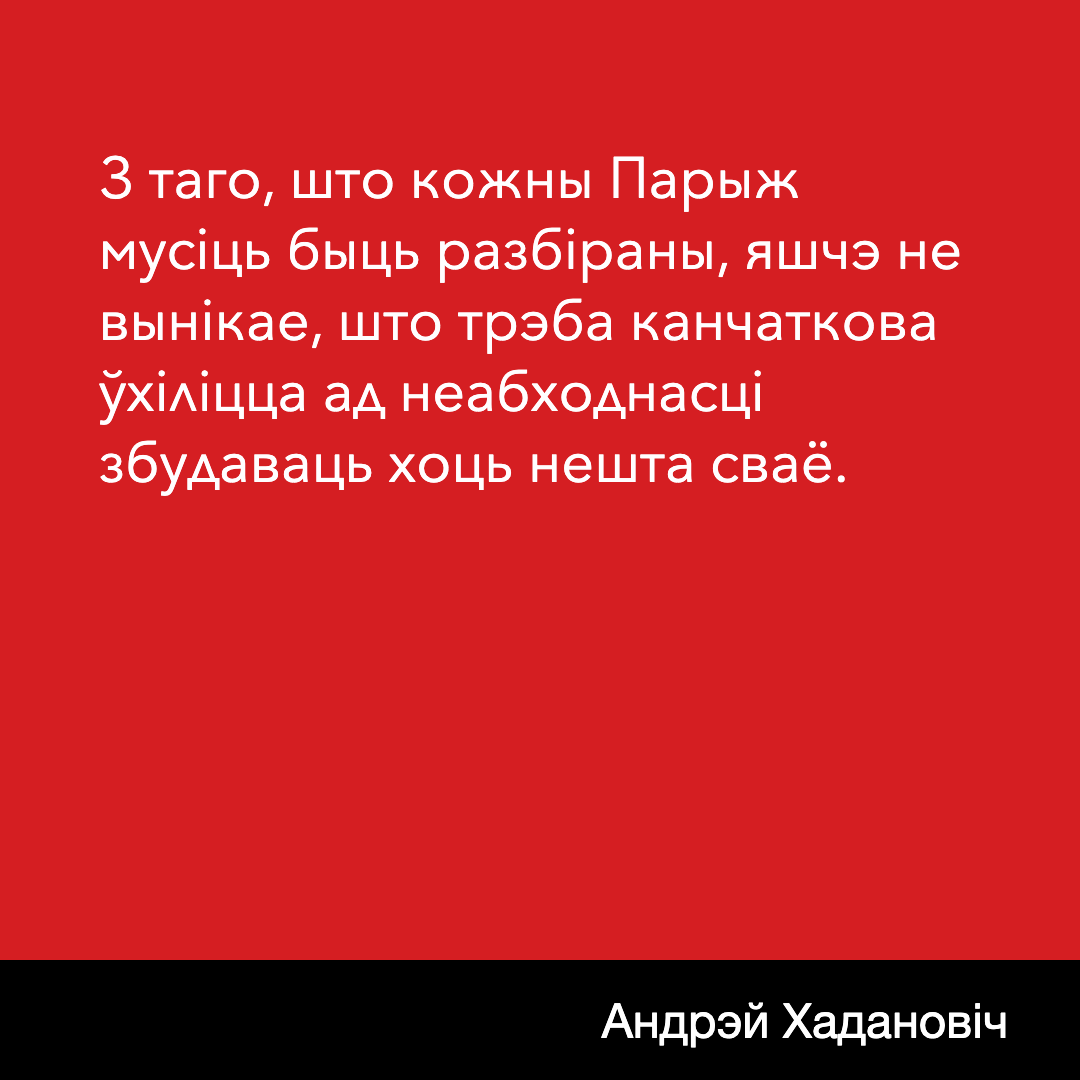 З таго, што кожны Парыж
мусіць быць разбіраны, яшчэ не
вынікае, што трэба канчаткова
ўхіліцца ад неабходнасці
збудаваць хоць нешта сваё.
Андрэй Хадановіч